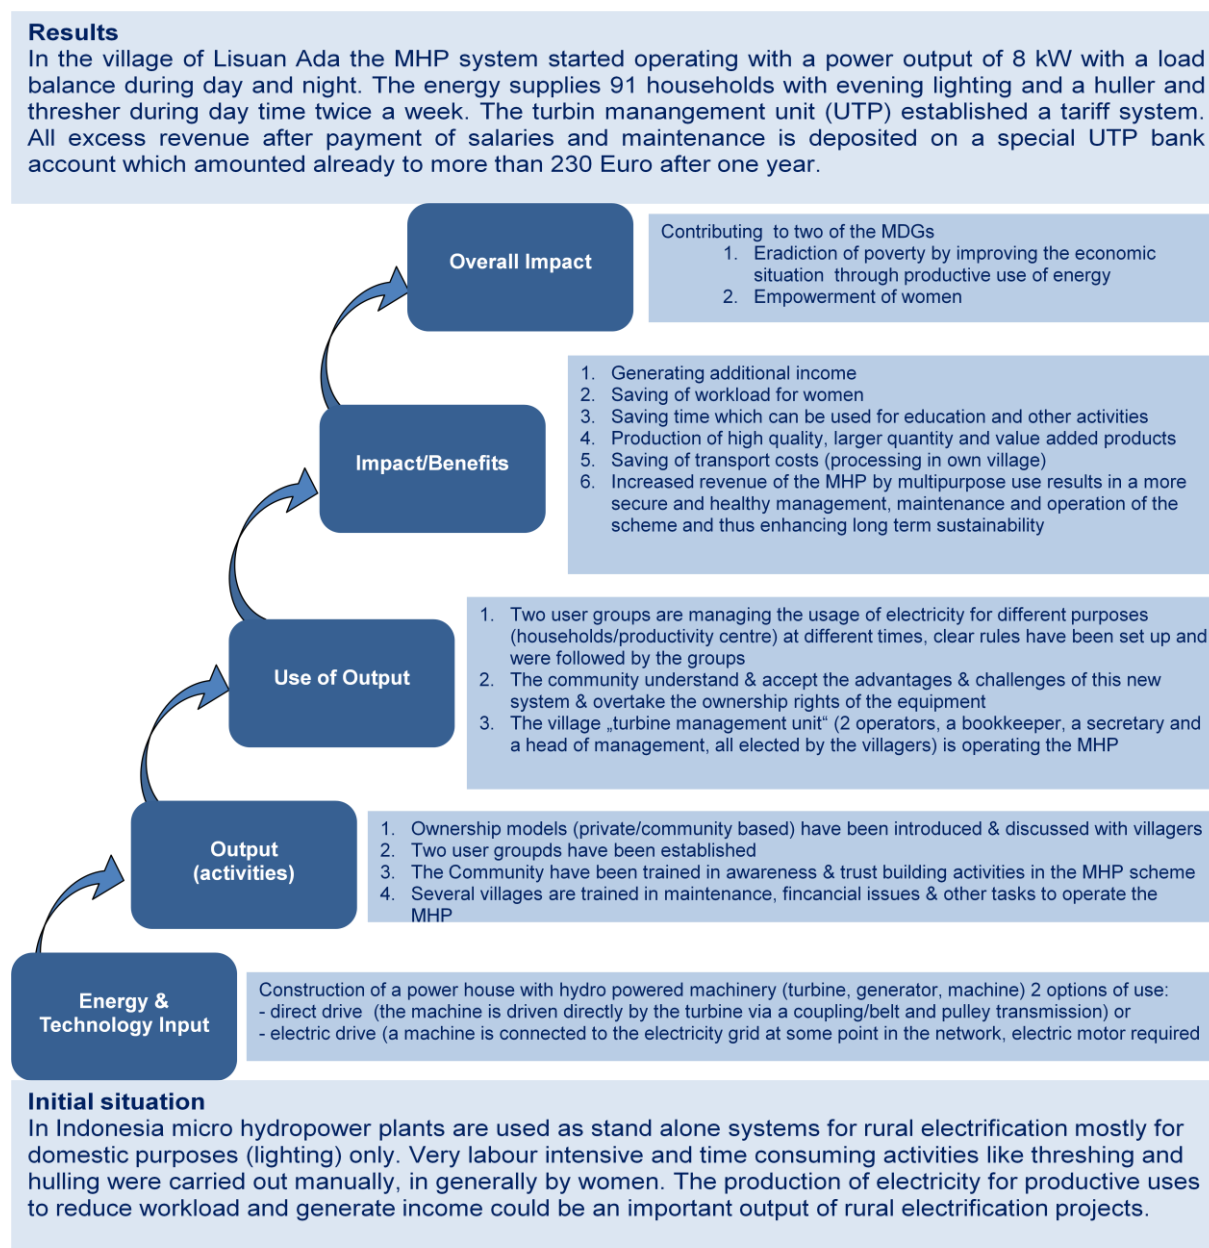 Results
In the village of Lisuan Ada the MHP system started operating with a power output of 8 kW with a load
balance during day and night. The energy supplies 91 households with evening lighting and a huller and
thresher during day time twice a week. The turbin manangement unit (UTP) established a tariff system.
All excess revenue after payment of salaries and maintenance is deposited on a special UTP bank
account which amounted already to more than 230 Euro after one year.
Overall Impact
Contributing to two of the MDGs
1. Eradiction of poverty by improving the economic
situation through productive use of energy
2. Empowerment of women
Impact/Benefits
1. Generating additional income
2. Saving of workload for women
3. Saving time which can be used for education and other activities
4. Production of high quality, larger quantity and value added products
5. Saving of transport costs (processing in own village)
6. Increased revenue of the MHP by multipurpose use results in a more
secure and healthy management, maintenance and operation of the
scheme and thus enhancing long term sustainability
Use of Output
1. Two user groups are managing the usage of electricity for different purposes
(households/productivity centre) at different times, clear rules have been set up and
were followed by the groups
2. The community understand & accept the advantages & challenges of this new
system & overtake the ownership rights of the equipment
3. The village „turbine management unit“ (2 operators, a bookkeeper, a secretary and
a head of management, all elected by the villagers) is operating the MHP
Output
(activities)
1. Ownership models (private/community based) have been introduced & discussed with villagers
2. Two user groupds have been established
3. The Community have been trained in awareness & trust building activities in the MHP scheme
4. Several villages are trained in maintenance, fincancial issues & other tasks to operate the
MHP
Energy &
Technology Input
Construction of a power house with hydro powered machinery (turbine, generator, machine) 2 options of use:
- direct drive (the machine is driven directly by the turbine via a coupling/belt and pulley transmission) or
- electric drive (a machine is connected to the electricity grid at some point in the network, electric motor required
Initial situation
In Indonesia micro hydropower plants are used as stand alone systems for rural electrification mostly for
domestic purposes (lighting) only. Very labour intensive and time consuming activities like threshing and
hulling were carried out manually, in generally by women. The production of electricity for productive uses
to reduce workload and generate income could be an important output of rural electrification projects.